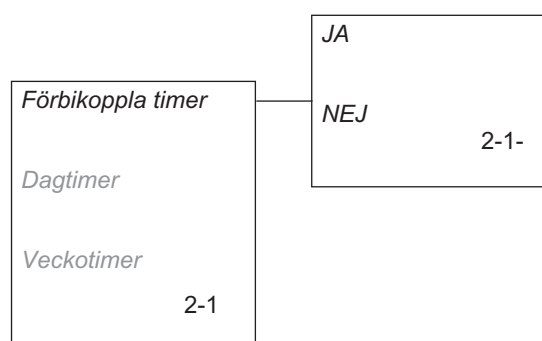 JA
NEJ
2-1-
Förbikoppla timer
Dagtimer
Veckotimer
2-1